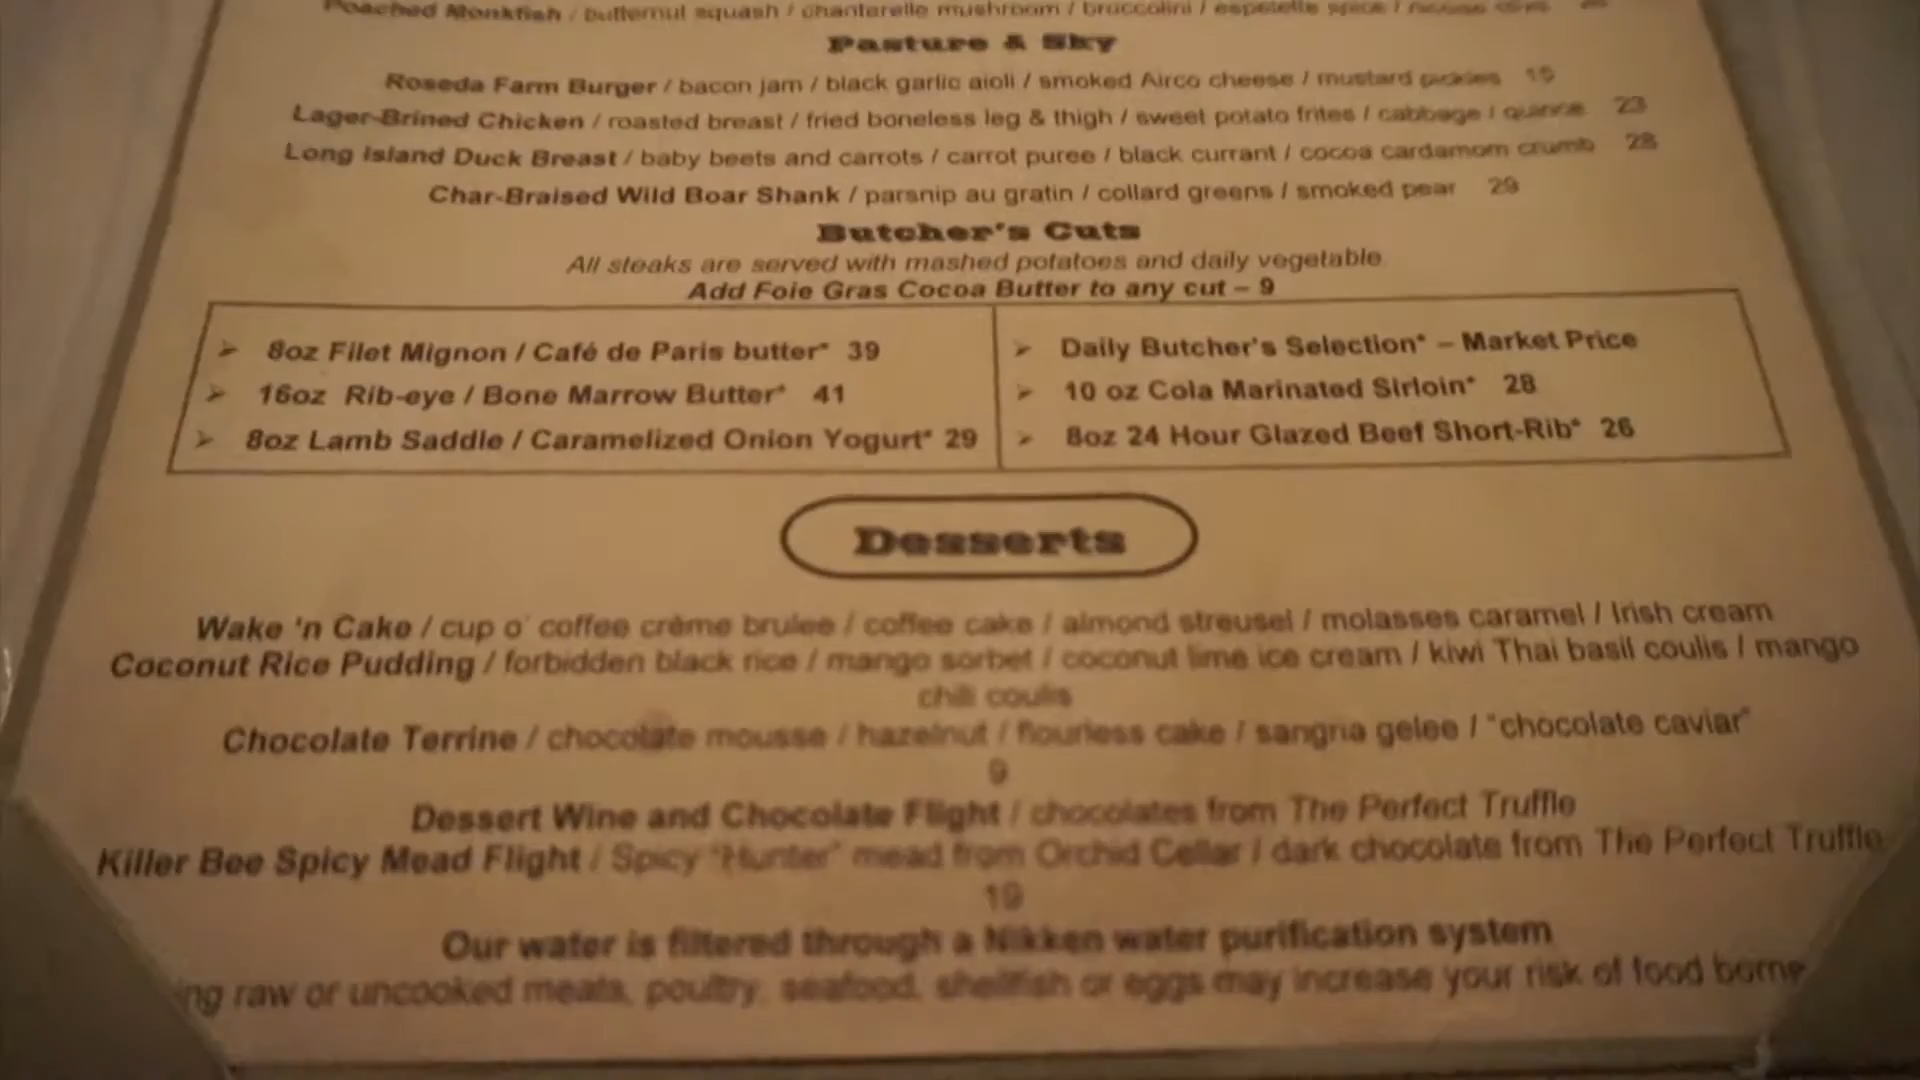 Poached Monkfish / butternut squash / chanterelle mushroom / broccolini / espelette spice /
Pasture & Sky
Roseda Farm Burger / bacon jam / black garlic aioli / smoked Airco cheese / mustard pickles 15
Lager-Brined Chicken / roasted breast / fried boneless leg & thigh / sweet potato frites / cabbage / quince 23
Long Island Duck Breast / baby beets and carrots / carrot puree / black currant / cocoa cardamom crumb 28
Char-Braised Wild Boar Shank / parsnip au gratin / collard greens / smoked pear 29
Butcher's Cuts
All steaks are served with mashed potatoes and daily vegetable.
Add Foie Gras Cocoa Butter to any cut – 9
➢ 8oz Filet Mignon / Café de Paris butter* 39
➢ 16oz Rib-eye / Bone Marrow Butter* 41
➢ 8oz Lamb Saddle / Caramelized Onion Yogurt* 29
➢ Daily Butcher's Selection* – Market Price
➢ 10 oz Cola Marinated Sirloin* 28
➢ 8oz 24 Hour Glazed Beef Short-Rib* 26
Desserts
Wake 'n Cake / cup o' coffee crème brulee / coffee cake / almond streusel / molasses caramel / Irish cream
Coconut Rice Pudding / forbidden black rice / mango sorbet / coconut lime ice cream / kiwi Thai basil coulis / mango
chili coulis
Chocolate Terrine / chocolate mousse / hazelnut / flourless cake / sangria gelee / "chocolate caviar"
9
Dessert Wine and Chocolate Flight / chocolates from The Perfect Truffle
Killer Bee Spicy Mead Flight / Spicy "Hunter" mead from Orchid Cellar / dark chocolate from The Perfect Truffle
19
Our water is filtered through a Nikken water purification system
ng raw or uncooked meats, poultry, seafood, shellfish or eggs may increase your risk of food borne